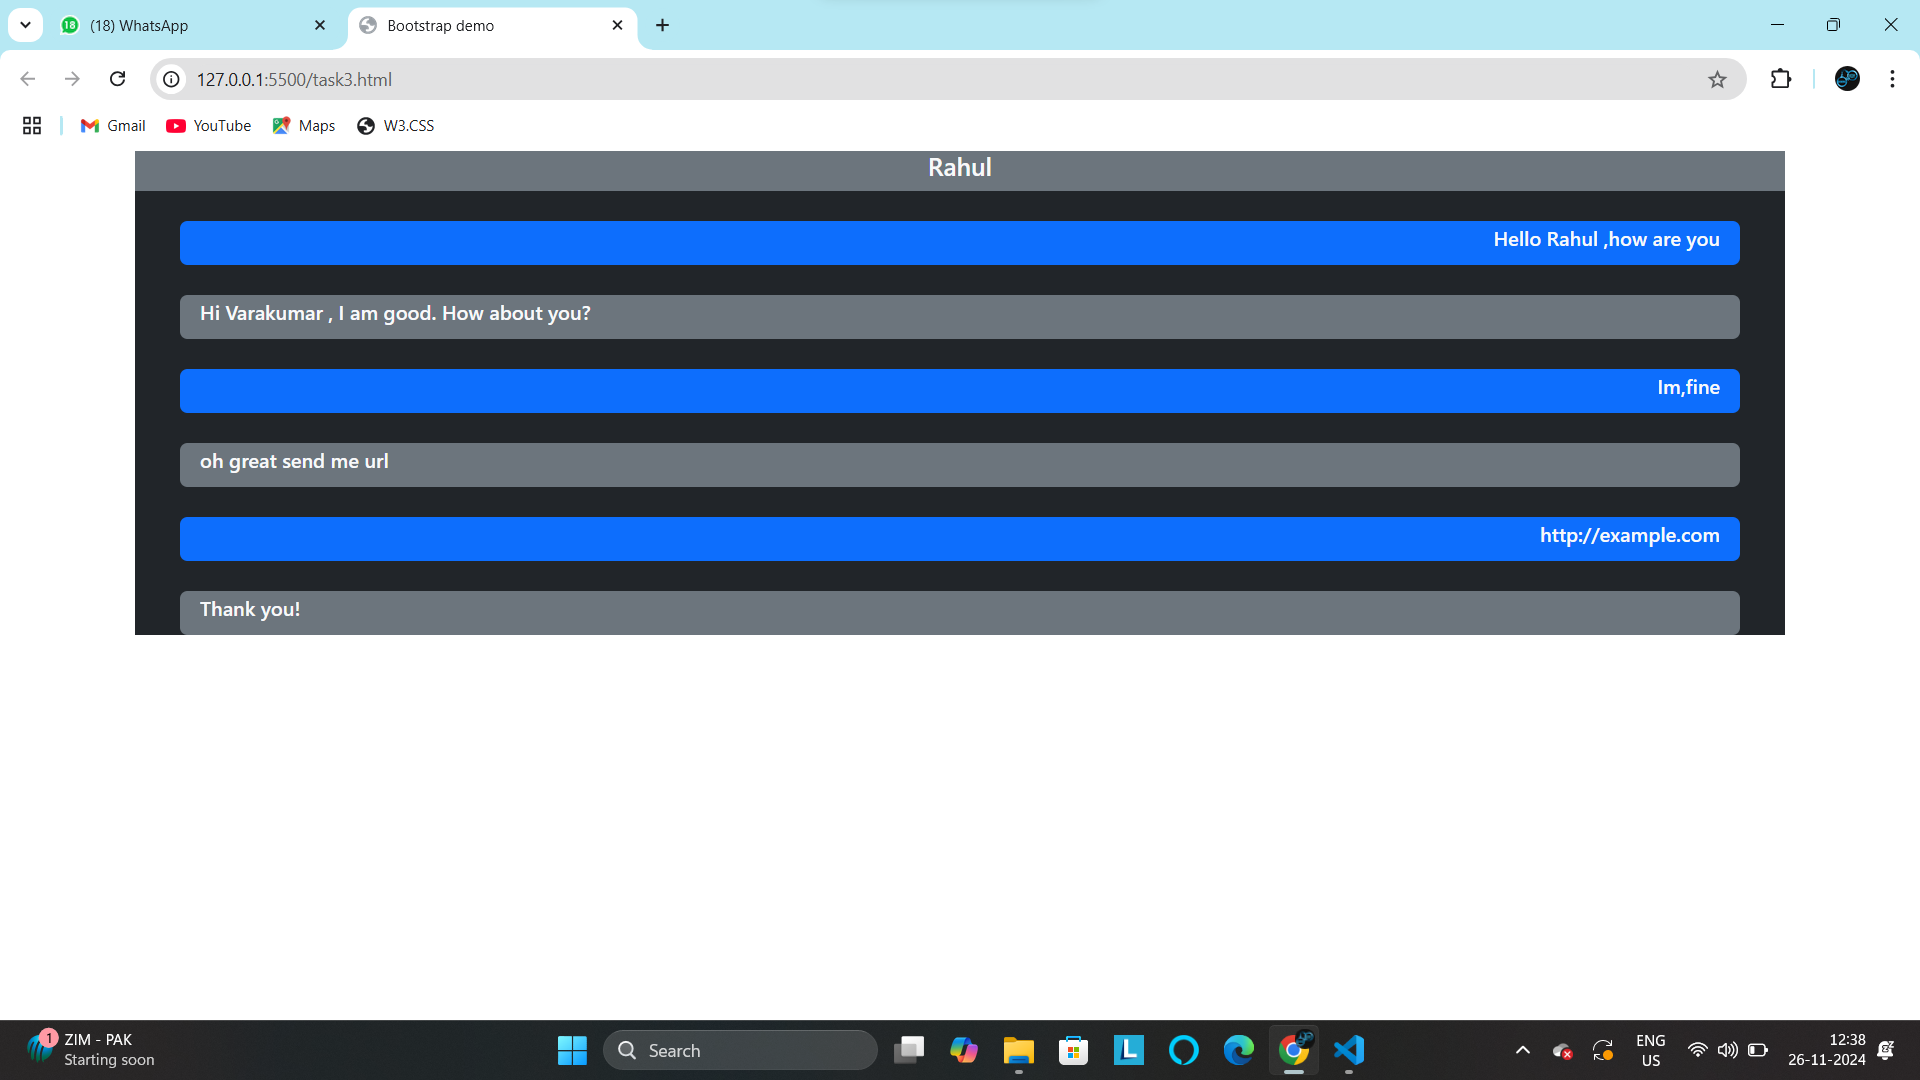 18 (18) WhatsApp
Bootstrap demo
127.0.0.1:5500/task3.html
Gmail YouTube Maps W3.CSS
Rahul
Hello Rahul ,how are you
Hi Varakumar , I am good. How about you?
Im,fine
oh great send me url
http://example.com
Thank you!
1 ZIM - PAK
Starting soon
Search
L
ENG
US
12:38
26-11-2024